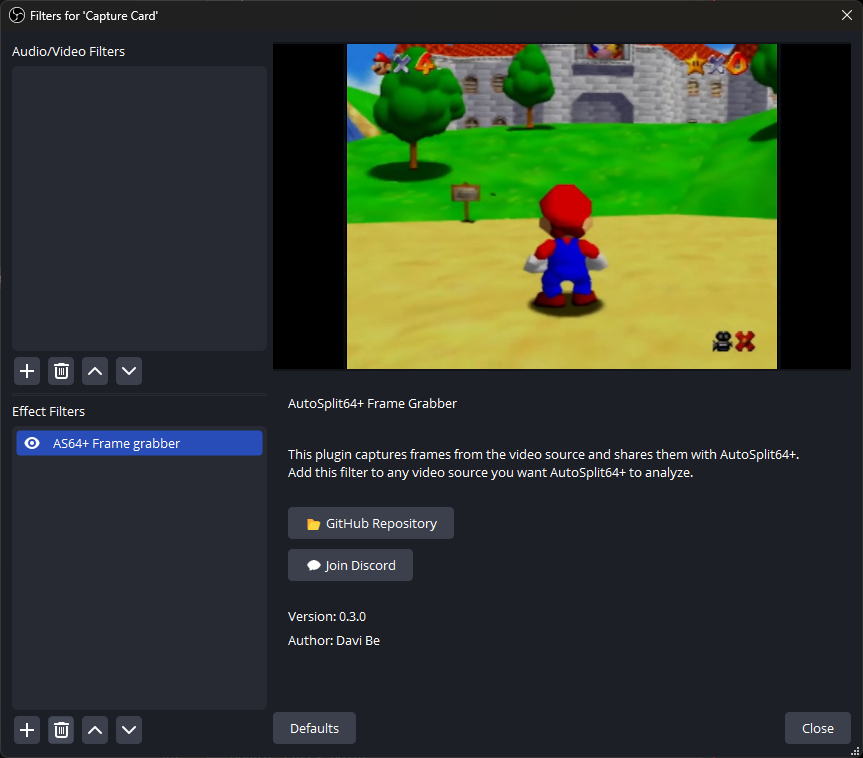 Filters for 'Capture Card'
Audio/Video Filters
4
0
Effect Filters
AS64+ Frame grabber
AutoSplit64+ Frame Grabber
This plugin captures frames from the video source and shares them with AutoSplit64+.
Add this filter to any video source you want AutoSplit64+ to analyze.
GitHub Repository
Join Discord
Version: 0.3.0
Author: Davi Be
Defaults
Close